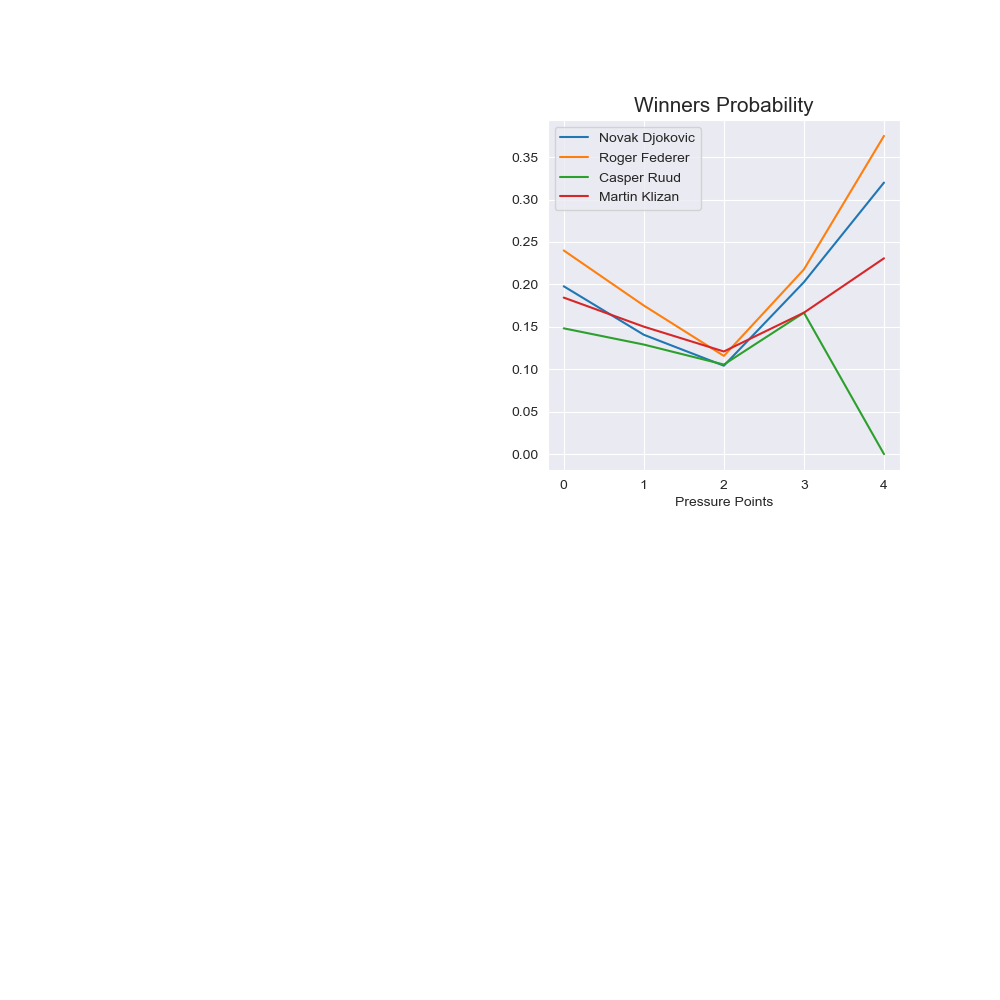 Winners Probability
Novak Djokovic
Roger Federer
Casper Ruud
Martin Klizan
0.35
0.30
0.25
0.20
0.15
0.10
0.05
0.00
0 1 2 3 4
Pressure Points